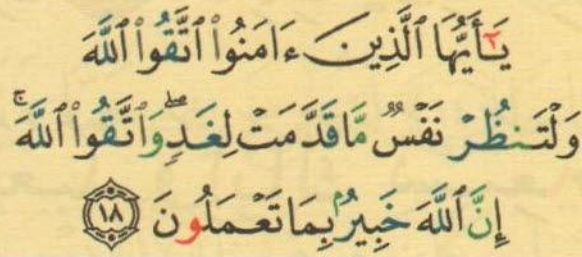 يَـٰٓأَيُّهَا ٱلَّذِينَ ءَامَنُوا۟ ٱتَّقُوا۟ ٱللَّهَ
وَلْتَنظُرْ نَفْسٌ مَّا قَدَّمَتْ لِغَدٍۖ وَٱتَّقُوا۟ ٱللَّهَۚ
إِنَّ ٱللَّهَ خَبِيرٌۢ بِمَا تَعْمَلُونَ ١٨